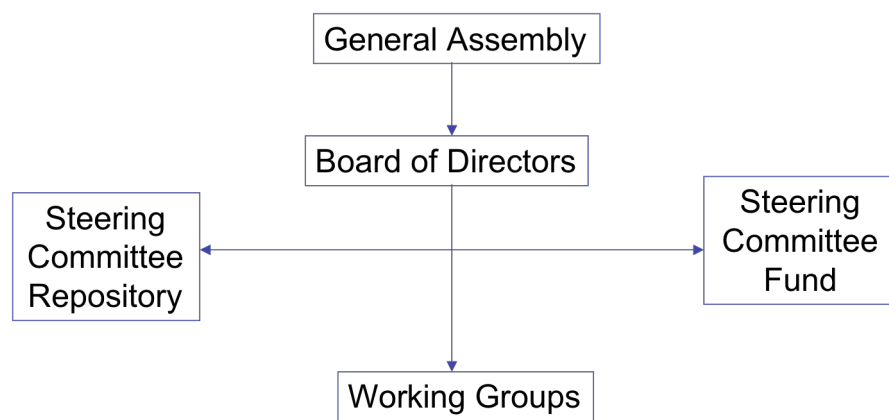 General Assembly
Board of Directors
Steering
Committee
Repository
Steering
Committee
Fund
Working Groups